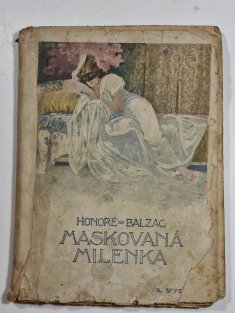 HONORÉ DE BALZAC
MASKOVANÁ
MILENKA